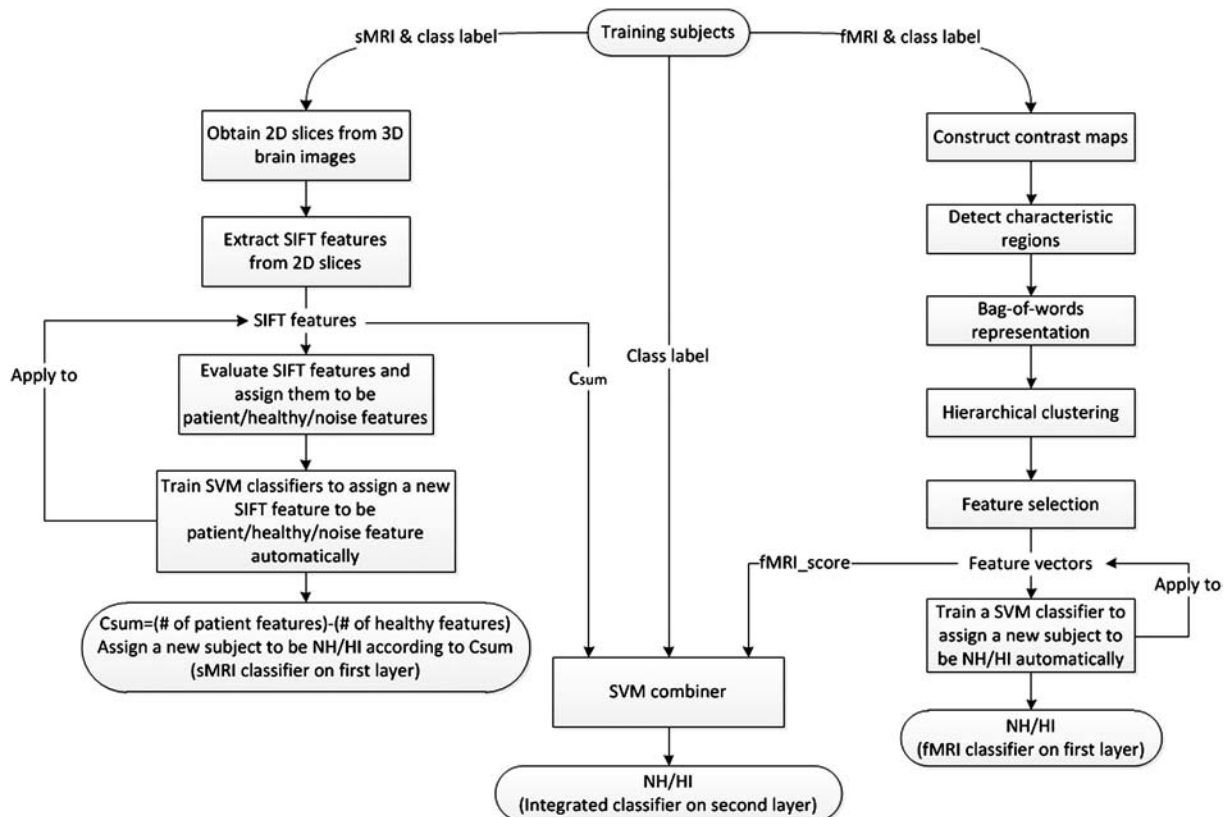 Training subjects
sMRI & class label
fMRI & class label
Obtain 2D slices from 3D
brain images
Extract SIFT features
from 2D slices
SIFT features
Apply to
Evaluate SIFT features and
assign them to be
patient/healthy/noise features
Train SVM classifiers to assign a new
SIFT feature to be
patient/healthy/noise feature
automatically
Csum=(# of patient features)-(# of healthy features)
Assign a new subject to be NH/HI according to Csum
(sMRI classifier on first layer)
Csum
Class label
Construct contrast maps
Detect characteristic
regions
Bag-of-words
representation
Hierarchical clustering
Feature selection
fMRI_score
Feature vectors
Apply to
Train a SVM classifier to
assign a new subject to
be NH/HI automatically
NH/HI
(fMRI classifier on first layer)
SVM combiner
NH/HI
(Integrated classifier on second layer)